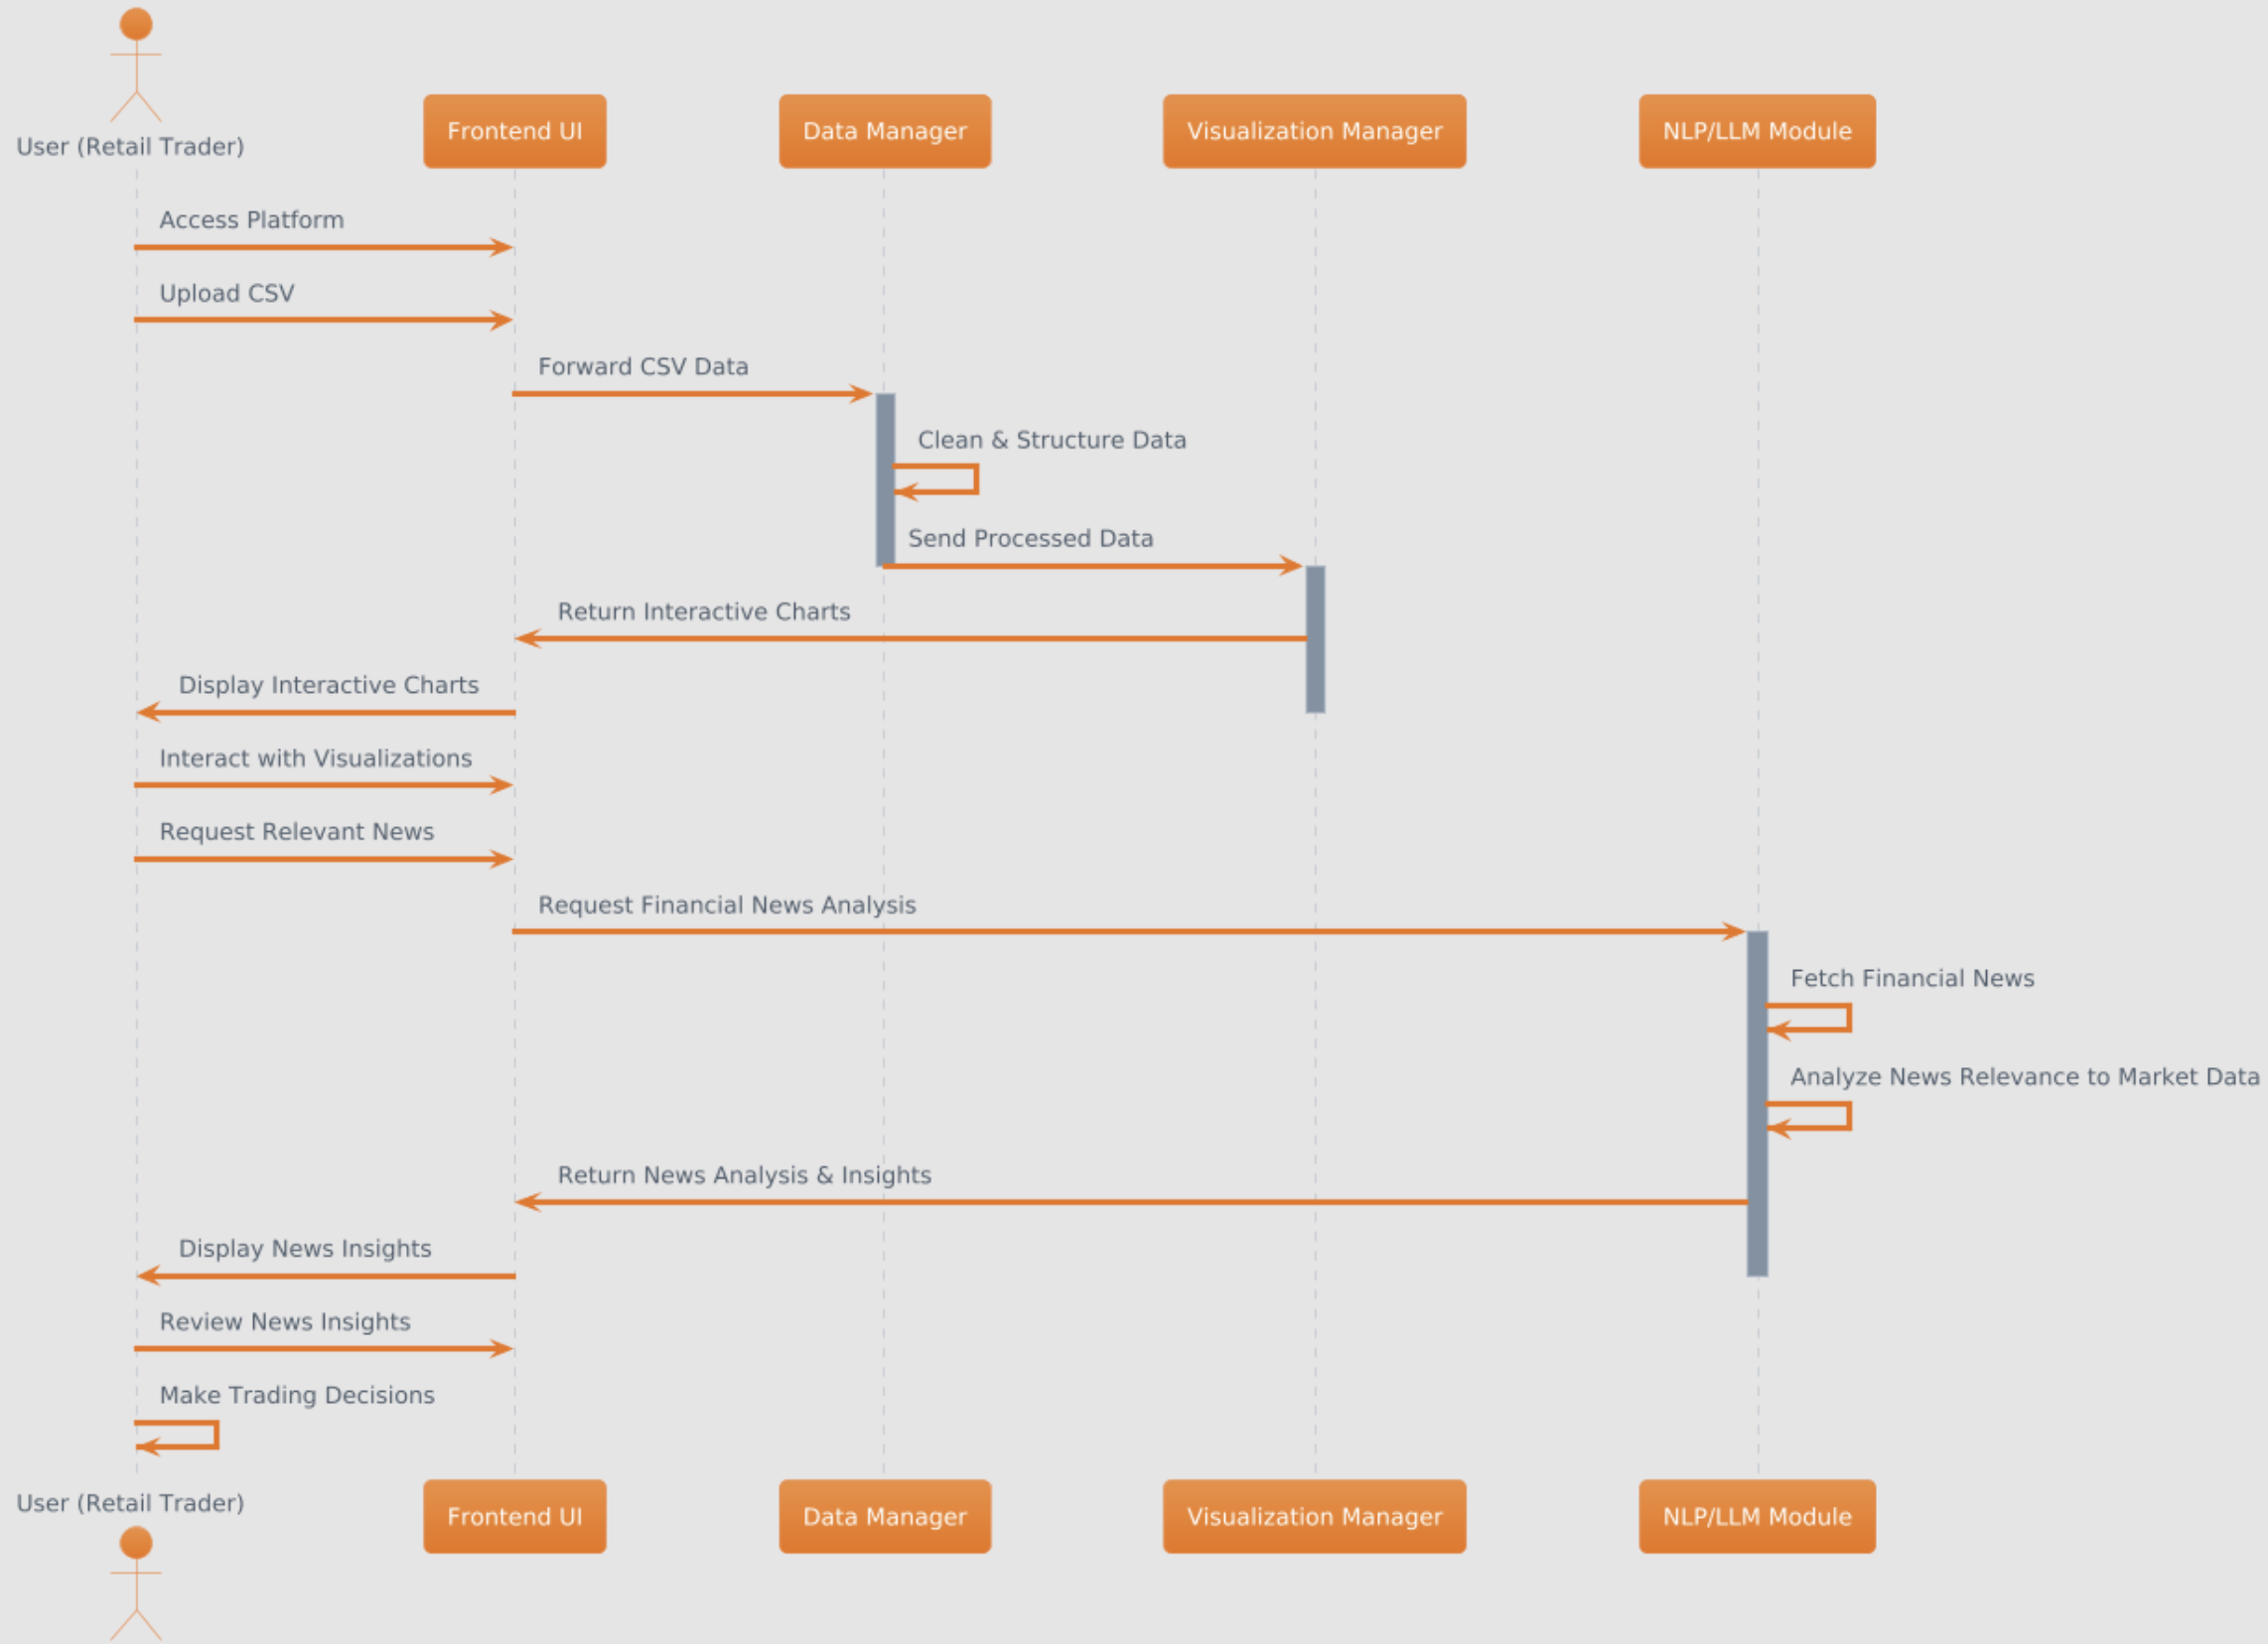 User (Retail Trader)
Frontend UI
Data Manager
Visualization Manager
NLP/LLM Module
Access Platform
Upload CSV
Forward CSV Data
Clean & Structure Data
Send Processed Data
Return Interactive Charts
Display Interactive Charts
Interact with Visualizations
Request Relevant News
Request Financial News Analysis
Fetch Financial News
Analyze News Relevance to Market Data
Return News Analysis & Insights
Display News Insights
Review News Insights
Make Trading Decisions
User (Retail Trader)
Frontend UI
Data Manager
Visualization Manager
NLP/LLM Module